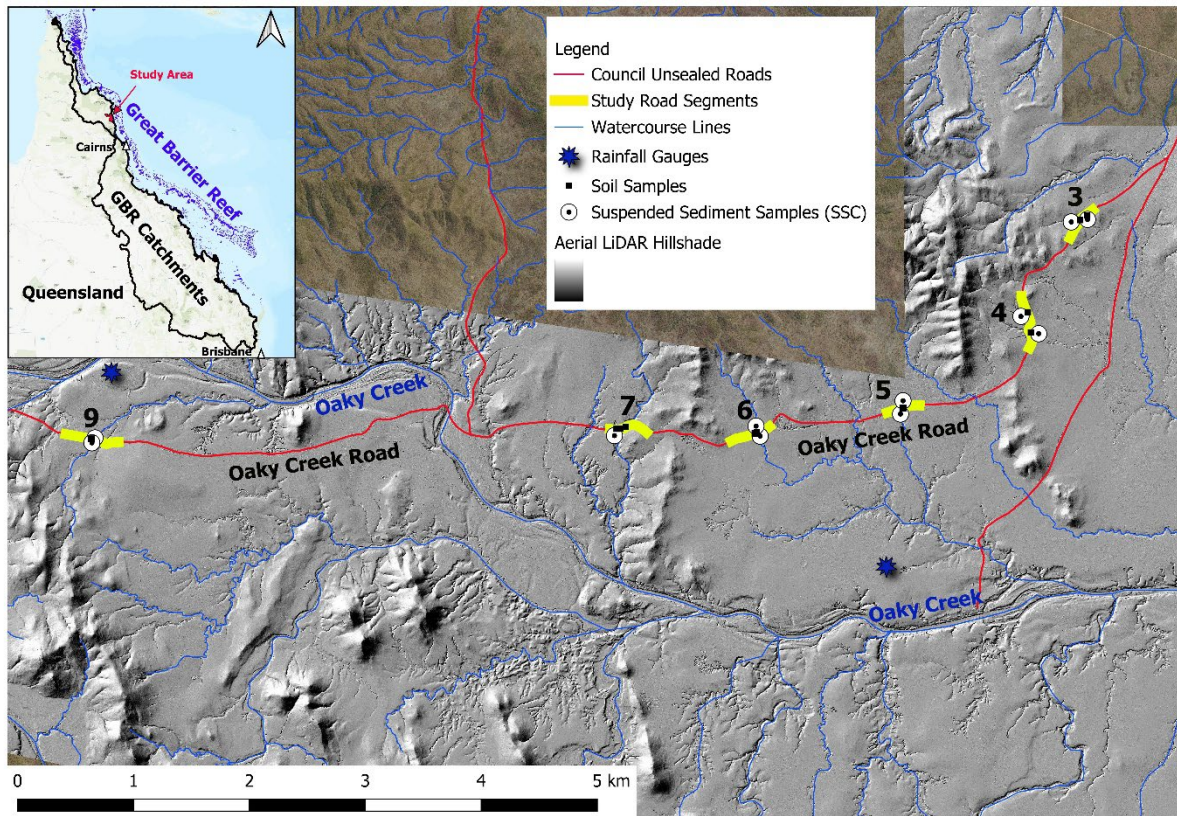 Study Area
Great Barrier Reef
Cairns
GBR Catchments
Queensland
Brisbane
Legend
Council Unsealed Roads
Study Road Segments
Watercourse Lines
Rainfall Gauges
Soil Samples
Suspended Sediment Samples (SSC)
Aerial LiDAR Hillshade
3
4
5
Oaky Creek
9
7
6
Oaky Creek Road
Oaky Creek Road
Oaky Creek
0 1 2 3 4 5 km